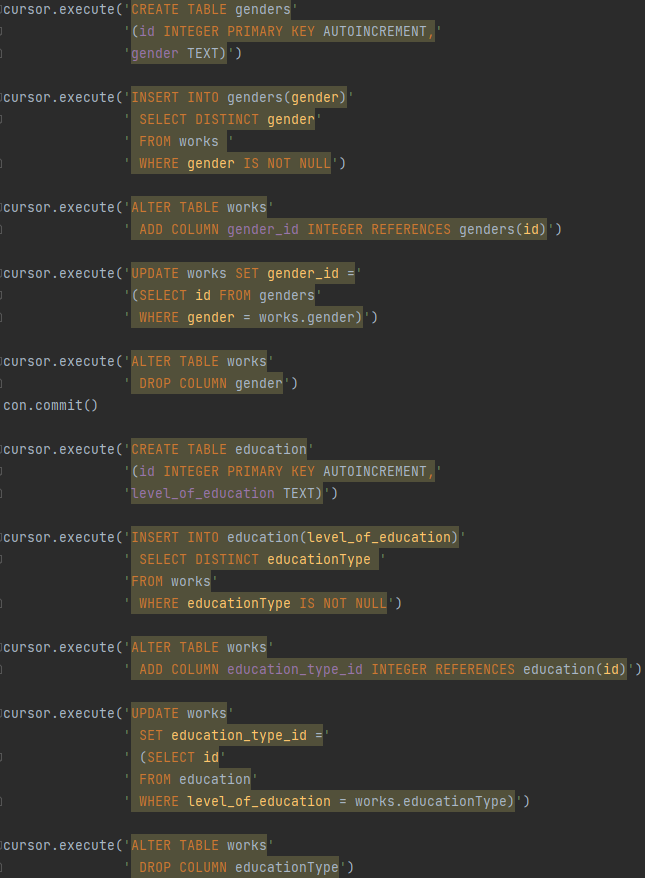 cursor.execute('CREATE TABLE genders'
'(id INTEGER PRIMARY KEY AUTOINCREMENT,'
'gender TEXT)')
cursor.execute('INSERT INTO genders(gender)'
' SELECT DISTINCT gender'
' FROM works '
' WHERE gender IS NOT NULL')
cursor.execute('ALTER TABLE works'
' ADD COLUMN gender_id INTEGER REFERENCES genders(id)')
cursor.execute('UPDATE works SET gender_id ='
'(SELECT id FROM genders'
' WHERE gender = works.gender)')
cursor.execute('ALTER TABLE works'
' DROP COLUMN gender')
con.commit()
cursor.execute('CREATE TABLE education'
'(id INTEGER PRIMARY KEY AUTOINCREMENT,'
'level_of_education TEXT)')
cursor.execute('INSERT INTO education(level_of_education)'
' SELECT DISTINCT educationType '
'FROM works'
' WHERE educationType IS NOT NULL')
cursor.execute('ALTER TABLE works'
' ADD COLUMN education_type_id INTEGER REFERENCES education(id)')
cursor.execute('UPDATE works'
' SET education_type_id ='
' (SELECT id'
' FROM education'
' WHERE level_of_education = works.educationType)')
cursor.execute('ALTER TABLE works'
' DROP COLUMN educationType')